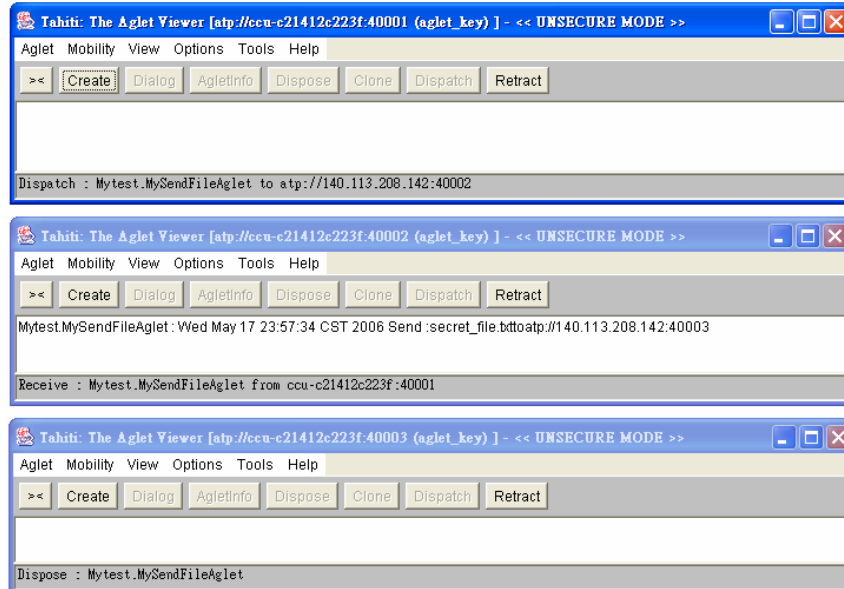 Tahiti: The Aglet Viewer [atp://ccu-c21412c223f:40001 (aglet_key) ] - << UNSECURE MODE >>
Aglet Mobility View Options Tools Help
>< Create Dialog AgletInfo Dispose Clone Dispatch Retract
Dispatch : Mytest.MySendFileAglet to atp://140.113.208.142:40002
Tahiti: The Aglet Viewer [atp://ccu-c21412c223f:40002 (aglet_key) ] - << UNSECURE MODE >>
Aglet Mobility View Options Tools Help
>< Create Dialog AgletInfo Dispose Clone Dispatch Retract
Mytest.MySendFileAglet : Wed May 17 23:57:34 CST 2006 Send :secret_file.txttoatp://140.113.208.142:40003
Receive : Mytest.MySendFileAglet from ccu-c21412c223f:40001
Tahiti: The Aglet Viewer [atp://ccu-c21412c223f:40003 (aglet_key) ] - << UNSECURE MODE >>
Aglet Mobility View Options Tools Help
>< Create Dialog AgletInfo Dispose Clone Dispatch Retract
Dispose : Mytest.MySendFileAglet